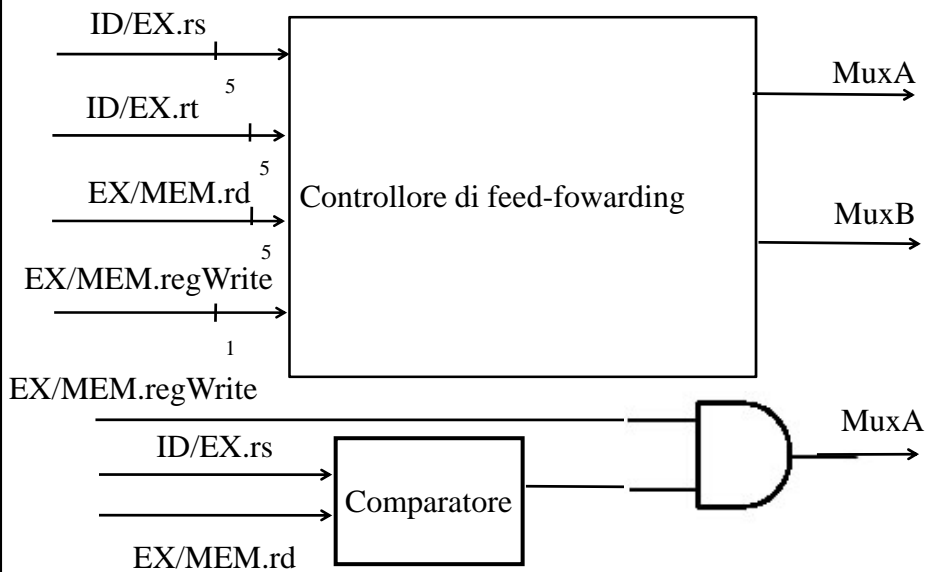 ID/EX.rs
5
MuxA
ID/EX.rt
5
EX/MEM.rd
Controllore di feed-fowarding
MuxB
5
EX/MEM.regWrite
1
EX/MEM.regWrite
MuxA
ID/EX.rs
Comparatore
EX/MEM.rd